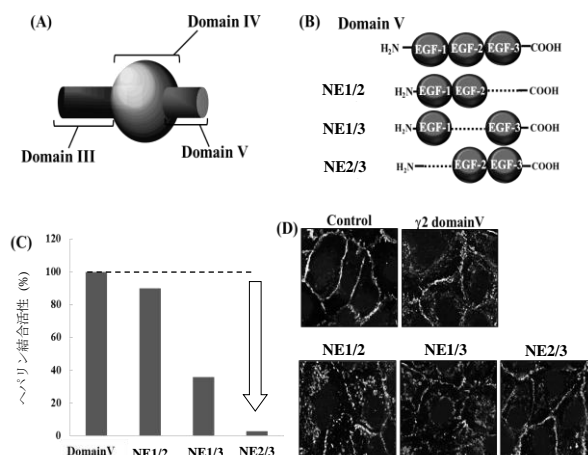 (A)
Domain IV
Domain III
Domain V
(B)
Domain V
H₂N EGF-1 EGF-2 EGF-3 COOH
NE1/2 H₂N EGF-1 EGF-2 COOH
NE1/3 H₂N EGF-1 EGF-3 COOH
NE2/3 H₂N EGF-2 EGF-3 COOH
(C)
ヘパリン結合活性 (%)
120
100
80
60
40
20
0
DomainV NE1/2 NE1/3 NE2/3
(D)
Control γ2 domainV
NE1/2 NE1/3 NE2/3